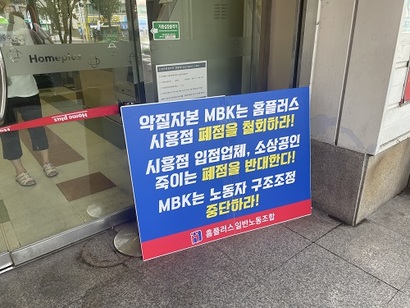 Homeplus
Home plus
악질자본 MBK는 홈플러스
시흥점 폐점을 철회하라!
시흥점 입점업체, 소상공인
죽이는 폐점을 반대한다!
MBK는 노동자 구조조정
중단하라!
홈플러스일반노동조합